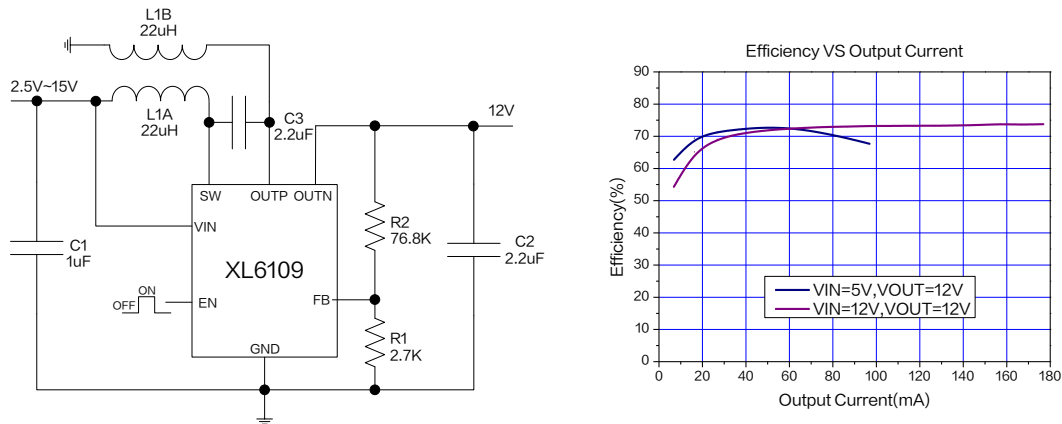 L1B
22uH
2.5V~15V
L1A
22uH
C3
2.2uF
12V
SW
OUTP
OUTN
VIN
R2
76.8K
C1
1uF
C2
2.2uF
XL6109
ON
OFF
EN
FB
R1
2.7K
GND
Efficiency VS Output Current
90
80
70
60
50
40
30
20
10
0
Efficiency(%)
VIN=5V,VOUT=12V
VIN=12V,VOUT=12V
0 20 40 60 80 100 120 140 160 180
Output Current(mA)